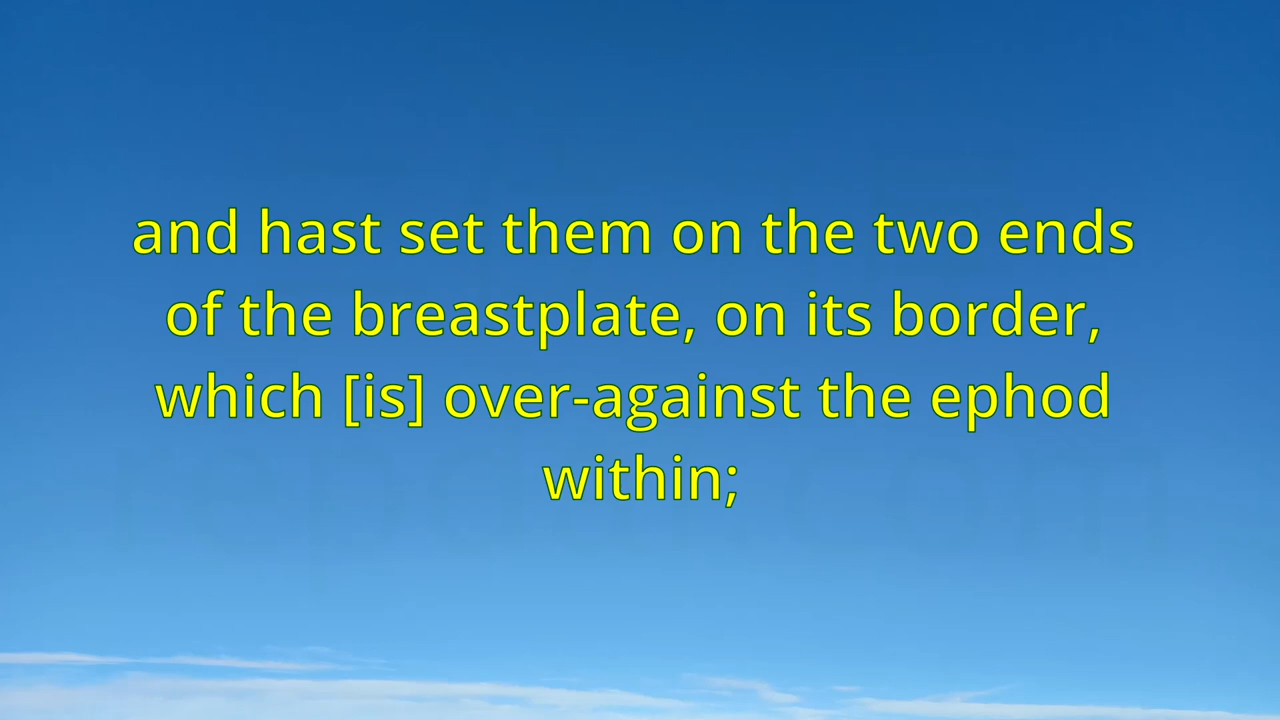 and hast set them on the two ends
of the breastplate, on its border,
which [is] over-against the ephod
within;